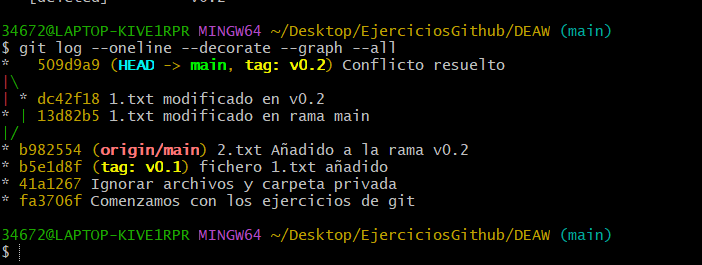 [deleted] v0.2
34672@LAPTOP-KIVE1RPR MINGW64 ~/Desktop/EjerciciosGithub/DEAW (main)
$ git log --oneline --decorate --graph --all
*   509d9a9 (HEAD -> main, tag: v0.2) Conflicto resuelto
|\
| * dc42f18 1.txt modificado en v0.2
* | 13d82b5 1.txt modificado en rama main
|/
* b982554 (origin/main) 2.txt Añadido a la rama v0.2
* b5e1d8f (tag: v0.1) fichero 1.txt añadido
* 41a1267 Ignorar archivos y carpeta privada
* fa3706f Comenzamos con los ejercicios de git
34672@LAPTOP-KIVE1RPR MINGW64 ~/Desktop/EjerciciosGithub/DEAW (main)
$